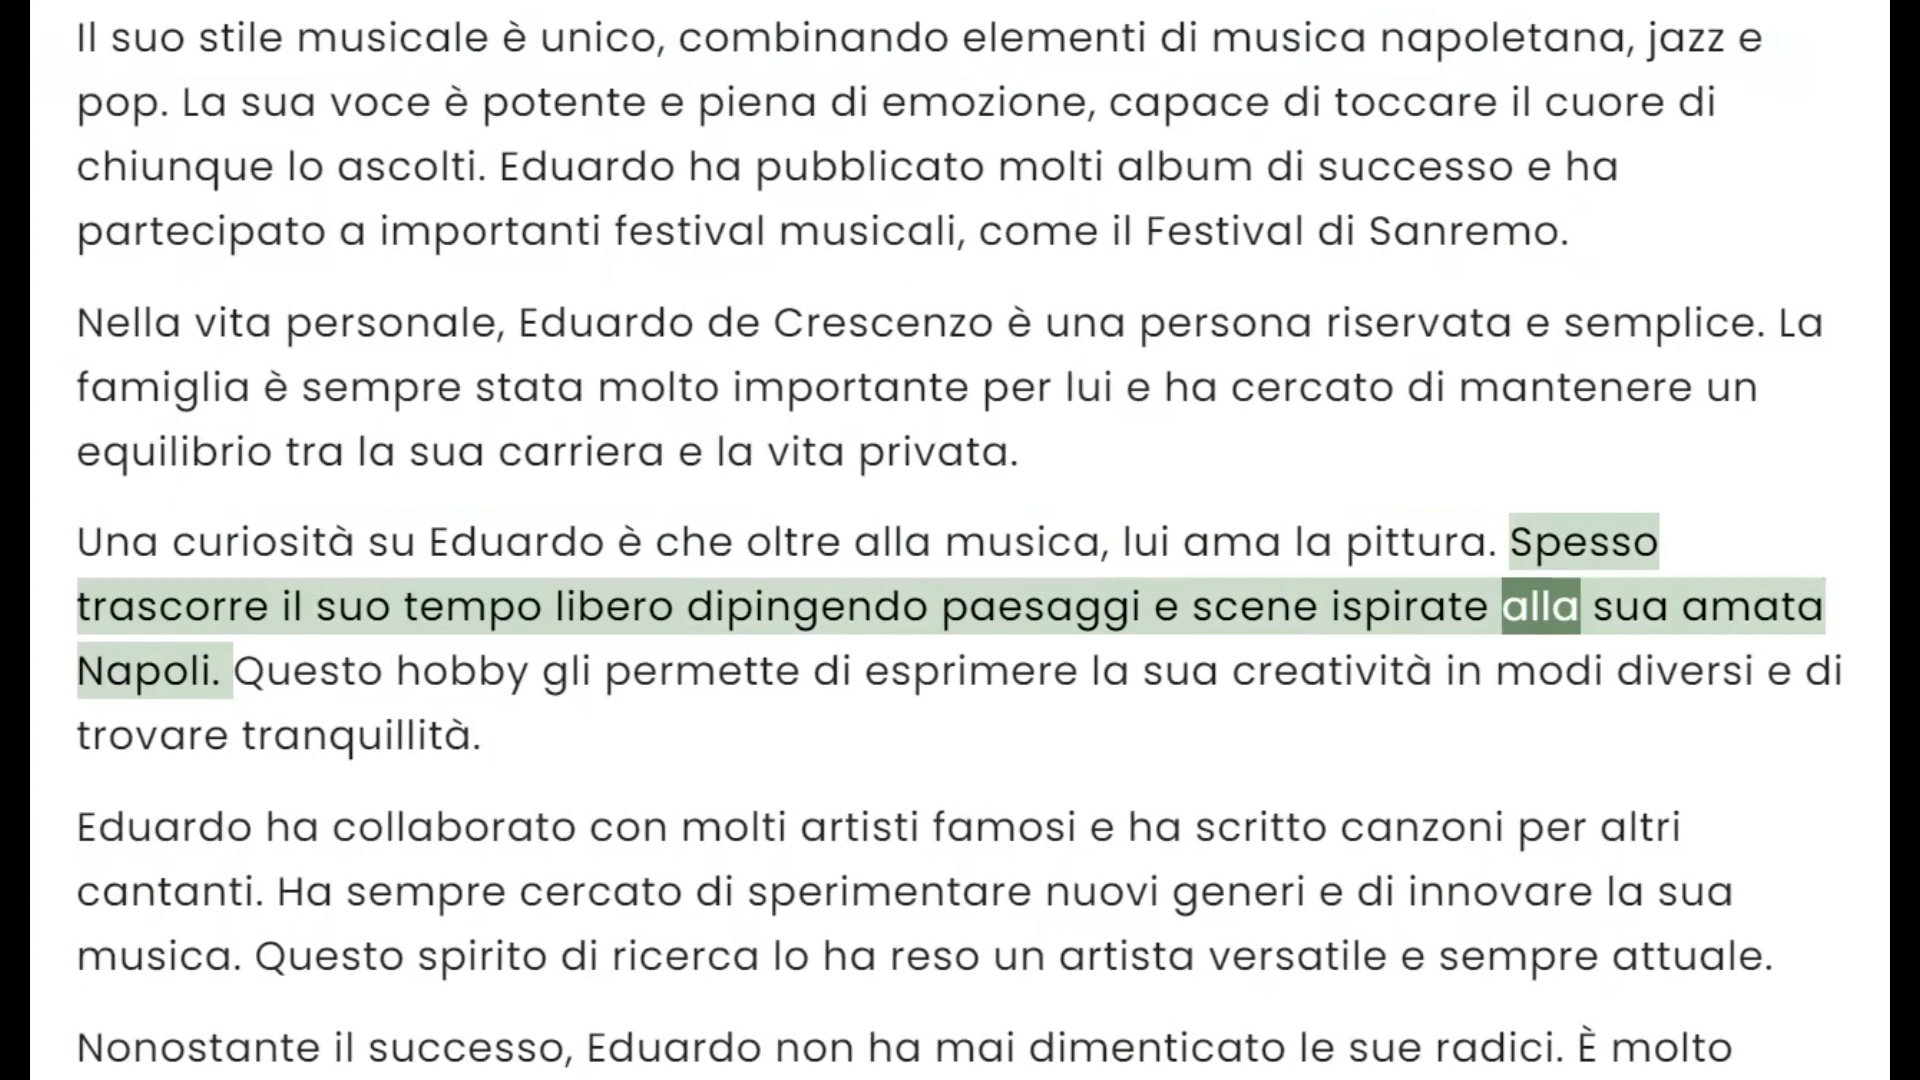 Il suo stile musicale è unico, combinando elementi di musica napoletana, jazz e
pop. La sua voce è potente e piena di emozione, capace di toccare il cuore di
chiunque lo ascolti. Eduardo ha pubblicato molti album di successo e ha
partecipato a importanti festival musicali, come il Festival di Sanremo.
Nella vita personale, Eduardo de Crescenzo è una persona riservata e semplice. La
famiglia è sempre stata molto importante per lui e ha cercato di mantenere un
equilibrio tra la sua carriera e la vita privata.
Una curiosità su Eduardo è che oltre alla musica, lui ama la pittura. Spesso
trascorre il suo tempo libero dipingendo paesaggi e scene ispirate alla sua amata
Napoli. Questo hobby gli permette di esprimere la sua creatività in modi diversi e di
trovare tranquillità.
Eduardo ha collaborato con molti artisti famosi e ha scritto canzoni per altri
cantanti. Ha sempre cercato di sperimentare nuovi generi e di innovare la sua
musica. Questo spirito di ricerca lo ha reso un artista versatile e sempre attuale.
Nonostante il successo, Eduardo non ha mai dimenticato le sue radici. È molto